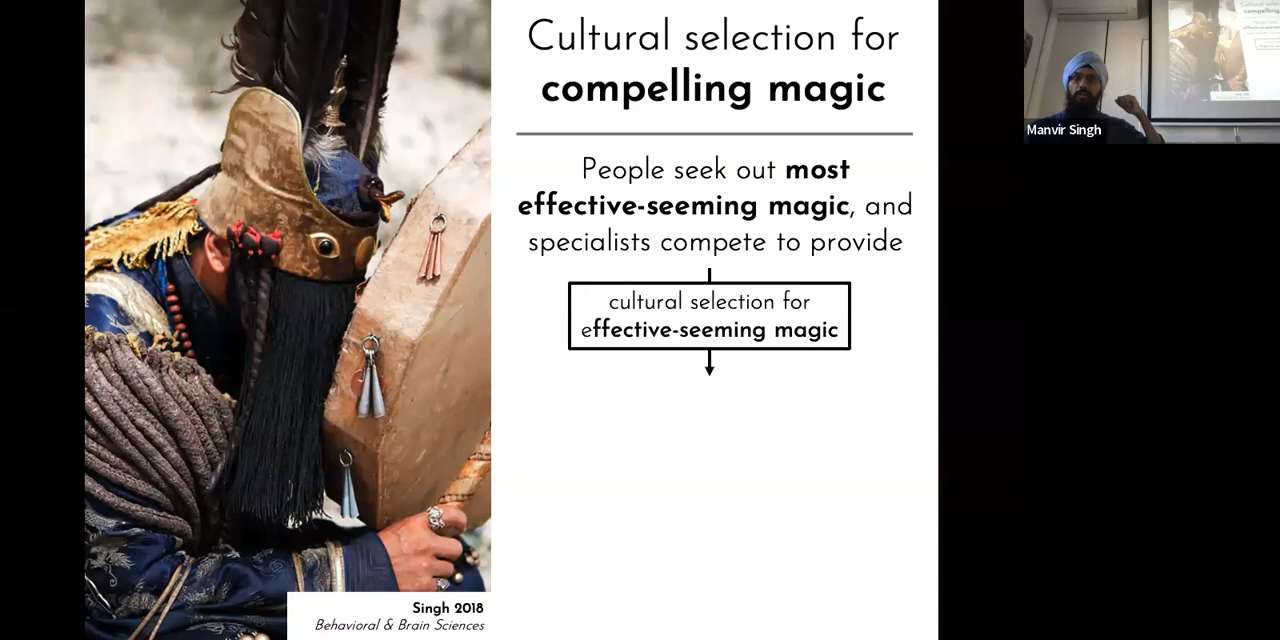 Cultural selection for
compelling magic
People seek out most
effective-seeming magic, and
specialists compete to provide
cultural selection for
effective-seeming magic
Singh 2018
Behavioral & Brain Sciences
Manvir Singh